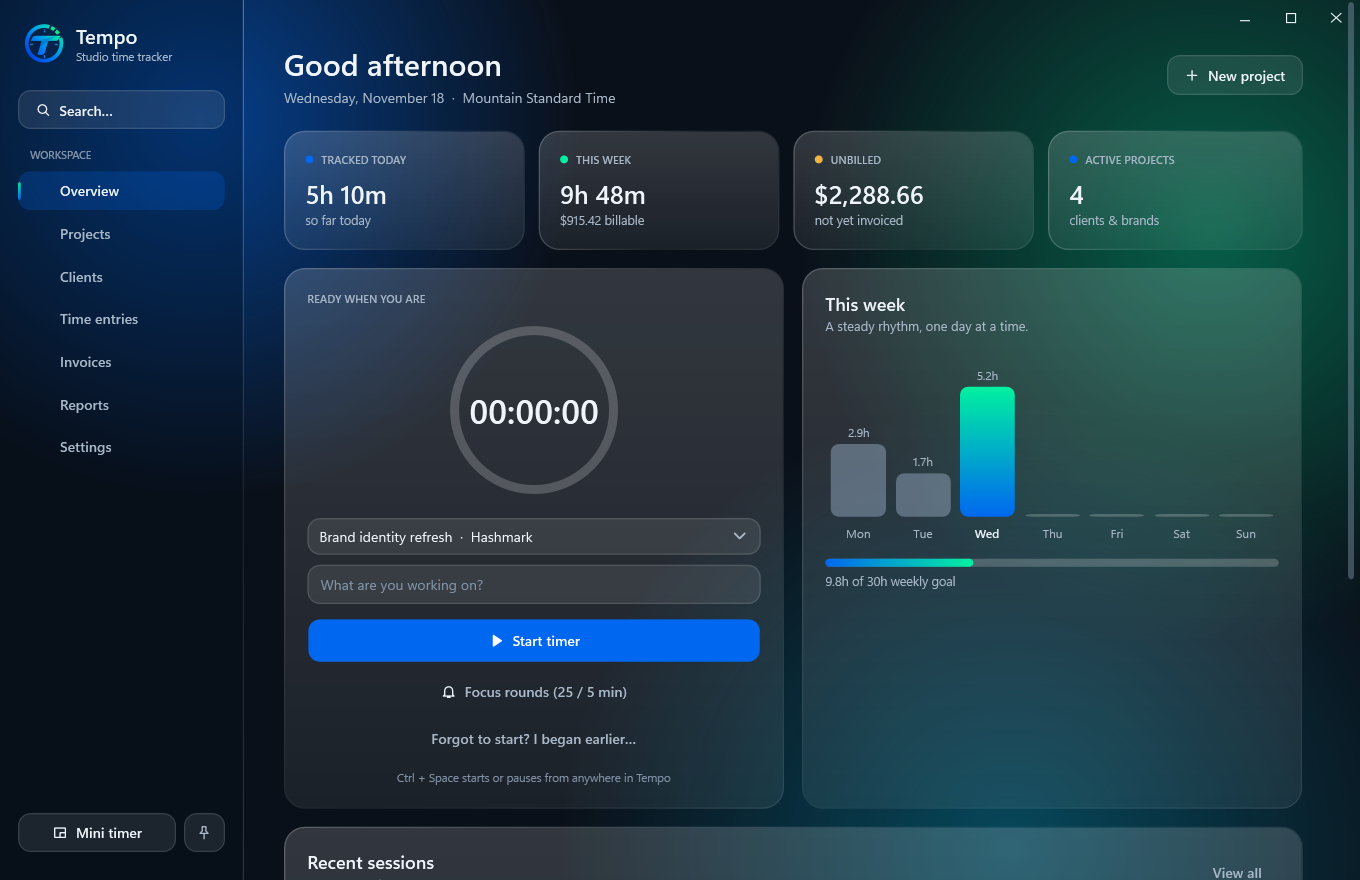 Tempo
Studio time tracker
Search...
WORKSPACE
Overview
Projects
Clients
Time entries
Invoices
Reports
Settings
Mini timer
Good afternoon
Wednesday, November 18 · Mountain Standard Time
New project
TRACKED TODAY
5h 10m
so far today
THIS WEEK
9h 48m
$915.42 billable
UNBILLED
$2,288.66
not yet invoiced
ACTIVE PROJECTS
4
clients & brands
READY WHEN YOU ARE
00:00:00
Brand identity refresh · Hashmark
What are you working on?
Start timer
Focus rounds (25 / 5 min)
Forgot to start? I began earlier...
Ctrl + Space starts or pauses from anywhere in Tempo
This week
A steady rhythm, one day at a time.
5.2h
2.9h
1.7h
Mon Tue Wed Thu Fri Sat Sun
9.8h of 30h weekly goal
Recent sessions
View all